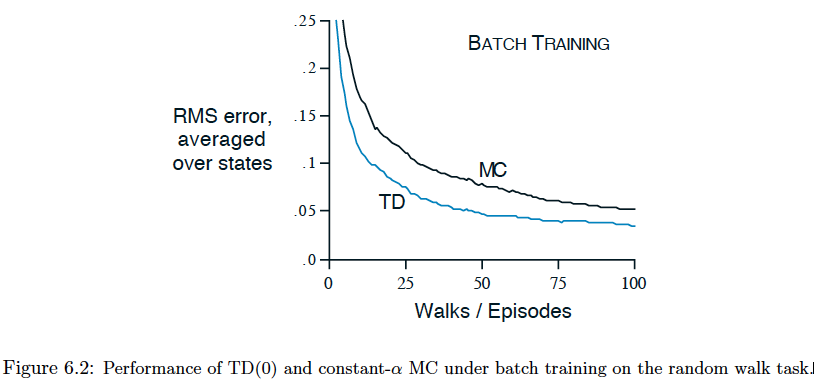 BATCH TRAINING
.25
.2
.15
.1
.05
.0
RMS error,
averaged
over states
MC
TD
0 25 50 75 100
Walks / Episodes
Figure 6.2: Performance of TD(0) and constant-α MC under batch training on the random walk task.